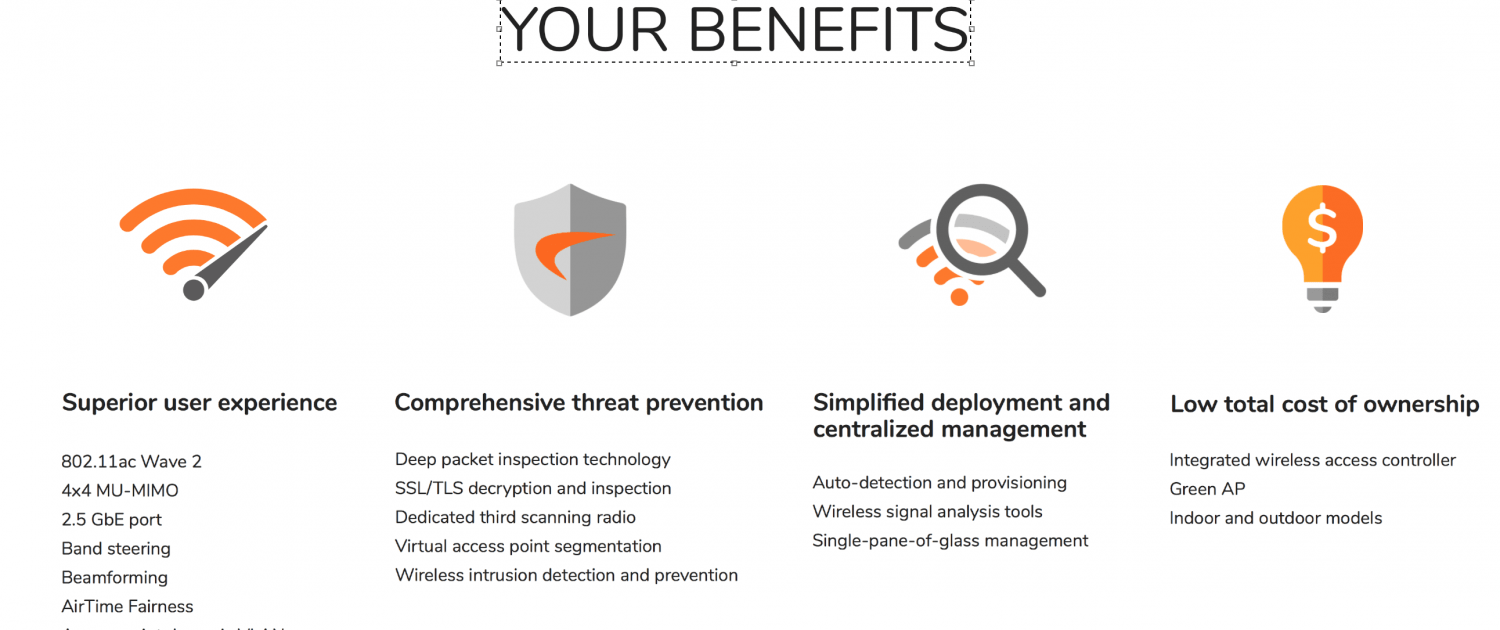 YOUR BENEFITS
$
Superior user experience
802.11ac Wave 2
4x4 MU-MIMO
2.5 GbE port
Band steering
Beamforming
AirTime Fairness
Comprehensive threat prevention
Deep packet inspection technology
SSL/TLS decryption and inspection
Dedicated third scanning radio
Virtual access point segmentation
Wireless intrusion detection and prevention
Simplified deployment and
centralized management
Auto-detection and provisioning
Wireless signal analysis tools
Single-pane-of-glass management
Low total cost of ownership
Integrated wireless access controller
Green AP
Indoor and outdoor models